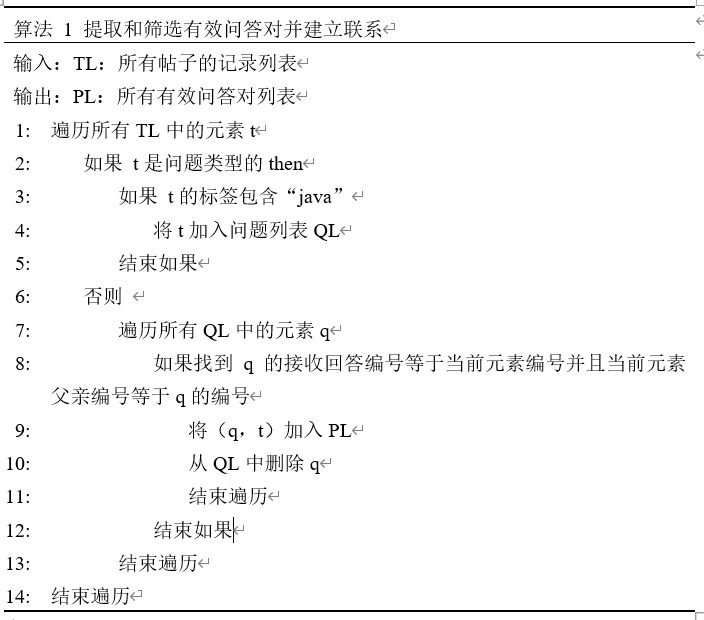 算法 1 提取和筛选有效问答对并建立联系
输入：TL：所有帖子的记录列表
输出：PL：所有有效问答对列表
1: 遍历所有 TL 中的元素 t
2: 如果 t 是问题类型的 then
3: 如果 t 的标签包含“java”
4: 将 t 加入问题列表 QL
5: 结束如果
6: 否则
7: 遍历所有 QL 中的元素 q
8: 如果找到 q 的接收回答编号等于当前元素编号并且当前元素
父亲编号等于 q 的编号
9: 将（q，t）加入 PL
10: 从 QL 中删除 q
11: 结束遍历
12: 结束如果
13: 结束遍历
14: 结束遍历